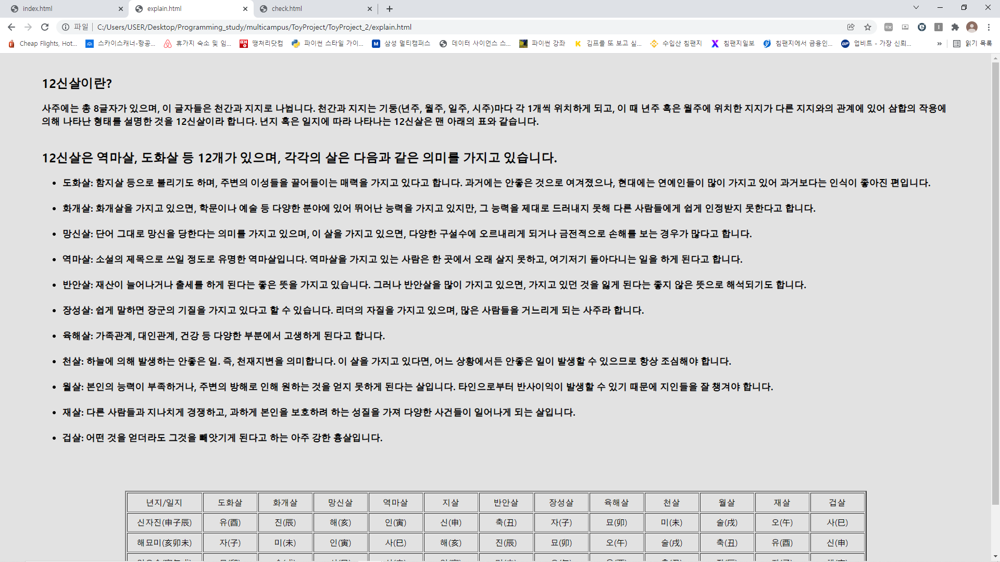 index.html explain.html check.html
파일 C:/Users/USER/Desktop/Programming_study/multicampus/ToyProject/ToyProject_2/explain.html
Cheap Flights, Hot... 스카이스캐너-항공... 휴가지 숙소 및 임... 땡처리닷컴 파이썬 스타일 가이... 삼성 멀티캠퍼스 데이터 사이언스 스... 파이썬 강좌 김프를 또 보고 싶... 수입산 침팬지 침팬지일보 침팬지에서 금융인... 업비트 - 가장 신뢰... » 읽기 목록
12신살이란?
사주에는 총 8글자가 있으며, 이 글자들은 천간과 지지로 나뉩니다. 천간과 지지는 기둥(년주, 월주, 일주, 시주)마다 각 1개씩 위치하게 되고, 이 때 년주 혹은 월주에 위치한 지지가 다른 지지와의 관계에 있어 삼합의 작용에
의해 나타난 형태를 설명한 것을 12신살이라 합니다. 년지 혹은 일지에 따라 나타나는 12신살은 맨 아래의 표와 같습니다.
12신살은 역마살, 도화살 등 12개가 있으며, 각각의 살은 다음과 같은 의미를 가지고 있습니다.
• 도화살: 함지살 등으로 불리기도 하며, 주변의 이성들을 끌어들이는 매력을 가지고 있다고 합니다. 과거에는 안좋은 것으로 여겨졌으나, 현대에는 연예인들이 많이 가지고 있어 과거보다는 인식이 좋아진 편입니다.
• 화개살: 화개살을 가지고 있으면, 학문이나 예술 등 다양한 분야에 있어 뛰어난 능력을 가지고 있지만, 그 능력을 제대로 드러내지 못해 다른 사람들에게 쉽게 인정받지 못한다고 합니다.
• 망신살: 단어 그대로 망신을 당한다는 의미를 가지고 있으며, 이 살을 가지고 있으면, 다양한 구설수에 오르내리게 되거나 금전적으로 손해를 보는 경우가 많다고 합니다.
• 역마살: 소설의 제목으로 쓰일 정도로 유명한 역마살입니다. 역마살을 가지고 있는 사람은 한 곳에서 오래 살지 못하고, 여기저기 돌아다니는 일을 하게 된다고 합니다.
• 반안살: 재산이 늘어나거나 출세를 하게 된다는 좋은 뜻을 가지고 있습니다. 그러나 반안살을 많이 가지고 있으면, 가지고 있던 것을 잃게 된다는 좋지 않은 뜻으로 해석되기도 합니다.
• 장성살: 쉽게 말하면 장군의 기질을 가지고 있다고 할 수 있습니다. 리더의 자질을 가지고 있으며, 많은 사람들을 거느리게 되는 사주라 합니다.
• 육해살: 가족관계, 대인관계, 건강 등 다양한 부분에서 고생하게 된다고 합니다.
• 천살: 하늘에 의해 발생하는 안좋은 일. 즉, 천재지변을 의미합니다. 이 살을 가지고 있다면, 어느 상황에서든 안좋은 일이 발생할 수 있으므로 항상 조심해야 합니다.
• 월살: 본인의 능력이 부족하거나, 주변의 방해로 인해 원하는 것을 얻지 못하게 된다는 살입니다. 타인으로부터 반사이익이 발생할 수 있기 때문에 지인들을 잘 챙겨야 합니다.
• 재살: 다른 사람들과 지나치게 경쟁하고, 과하게 본인을 보호하려 하는 성질을 가져 다양한 사건들이 일어나게 되는 살입니다.
• 겁살: 어떤 것을 얻더라도 그것을 빼앗기게 된다고 하는 아주 강한 흉살입니다.
년지/일지 도화살 화개살 망신살 역마살 지살 반안살 장성살 육해살 천살 월살 재살 겁살
신자진(申子辰) 유(酉) 진(辰) 해(亥) 인(寅) 신(申) 축(丑) 자(子) 묘(卯) 미(未) 술(戌) 오(午) 사(巳)
해묘미(亥卯未) 자(子) 미(未) 인(寅) 사(巳) 해(亥) 진(辰) 묘(卯) 오(午) 술(戌) 축(丑) 유(酉) 신(申)